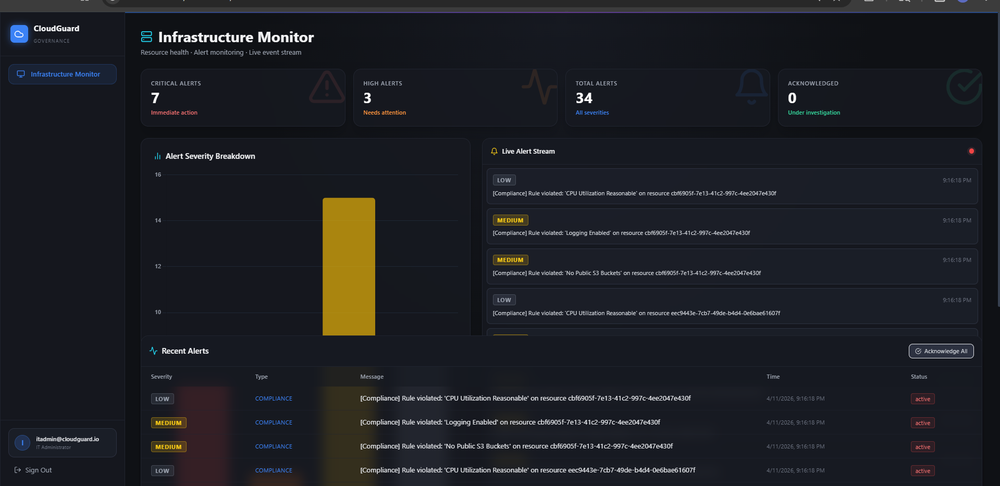 CloudGuard
GOVERNANCE
Infrastructure Monitor
itadmin@cloudguard.io
I
IT Administrator
Sign Out
Infrastructure Monitor
Resource health · Alert monitoring · Live event stream
CRITICAL ALERTS
7
Immediate action
HIGH ALERTS
3
Needs attention
TOTAL ALERTS
34
All severities
ACKNOWLEDGED
0
Under investigation
Alert Severity Breakdown
16
14
12
10
Live Alert Stream
LOW 9:16:18 PM
[Compliance] Rule violated: 'CPU Utilization Reasonable' on resource cbf6905f-7e13-41c2-997c-4ee2047e430f
MEDIUM 9:16:18 PM
[Compliance] Rule violated: 'Logging Enabled' on resource cbf6905f-7e13-41c2-997c-4ee2047e430f
MEDIUM 9:16:18 PM
[Compliance] Rule violated: 'No Public S3 Buckets' on resource cbf6905f-7e13-41c2-997c-4ee2047e430f
LOW 9:16:18 PM
[Compliance] Rule violated: 'CPU Utilization Reasonable' on resource eec9443e-7cb7-49de-b4d4-0e6bae61607f
Recent Alerts
Acknowledge All
Severity Type Message Time Status
LOW COMPLIANCE [Compliance] Rule violated: 'CPU Utilization Reasonable' on resource cbf6905f-7e13-41c2-997c-4ee2047e430f 4/11/2026, 9:16:18 PM active
MEDIUM COMPLIANCE [Compliance] Rule violated: 'Logging Enabled' on resource cbf6905f-7e13-41c2-997c-4ee2047e430f 4/11/2026, 9:16:18 PM active
MEDIUM COMPLIANCE [Compliance] Rule violated: 'No Public S3 Buckets' on resource cbf6905f-7e13-41c2-997c-4ee2047e430f 4/11/2026, 9:16:18 PM active
LOW COMPLIANCE [Compliance] Rule violated: 'CPU Utilization Reasonable' on resource eec9443e-7cb7-49de-b4d4-0e6bae61607f 4/11/2026, 9:16:18 PM active